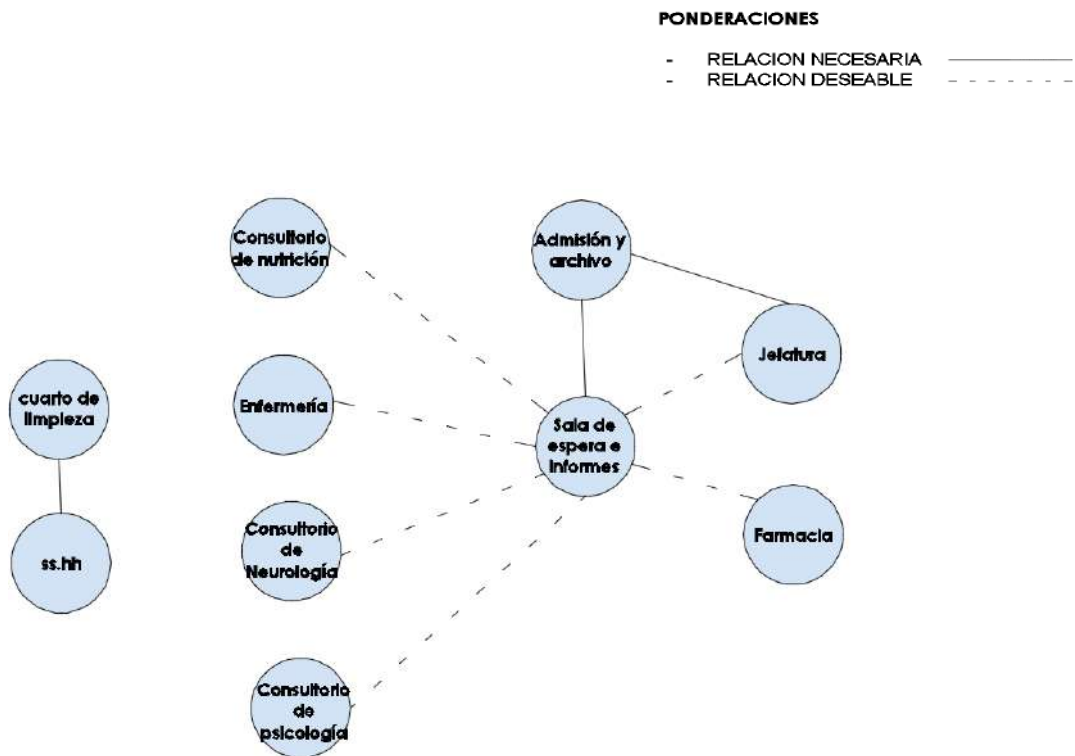 PONDERACIONES
- RELACION NECESARIA
- RELACION DESEABLE
Consultorio
de nutrición
Admisión y
archivo
Jefatura
cuarto de
limpieza
Enfermería
Sala de
espera e
informes
ss.hh
Consultorio
de
Neurología
Farmacia
Consultorio
de
psicología